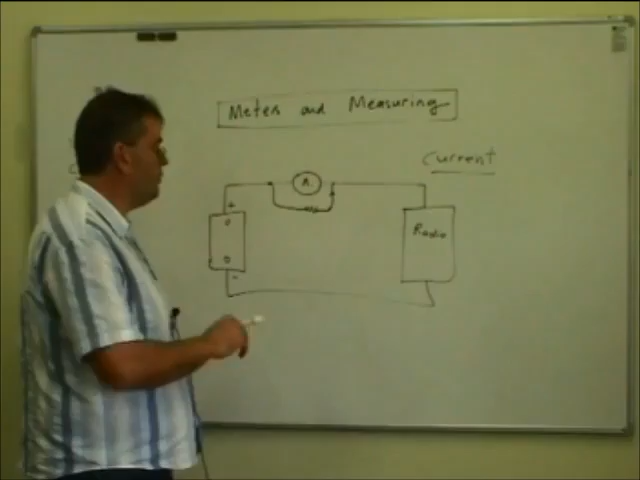 Meters and Measuring
Current
A
+
Radio
-